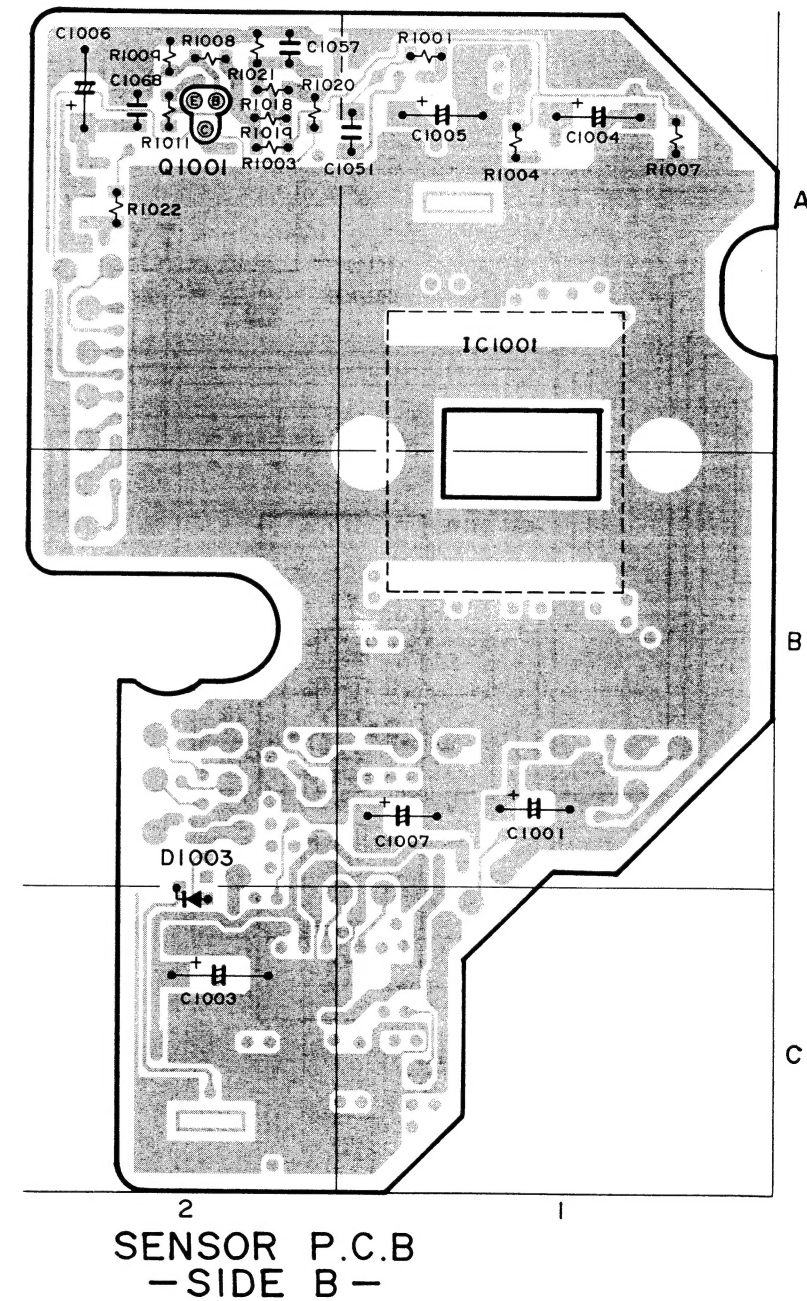 C1006
R1009
R1008
C1057
R1001
R1021
C1068
R1020
R1018
+
E B
C
+
C1005
+
C1004
R1011
R1019
Q1001
R1003
C1051
R1004
R1007
A
R1022
IC1001
B
+
C1007
+
C1001
D1003
+
C1003
C
2
1
SENSOR P.C.B
– SIDE B –